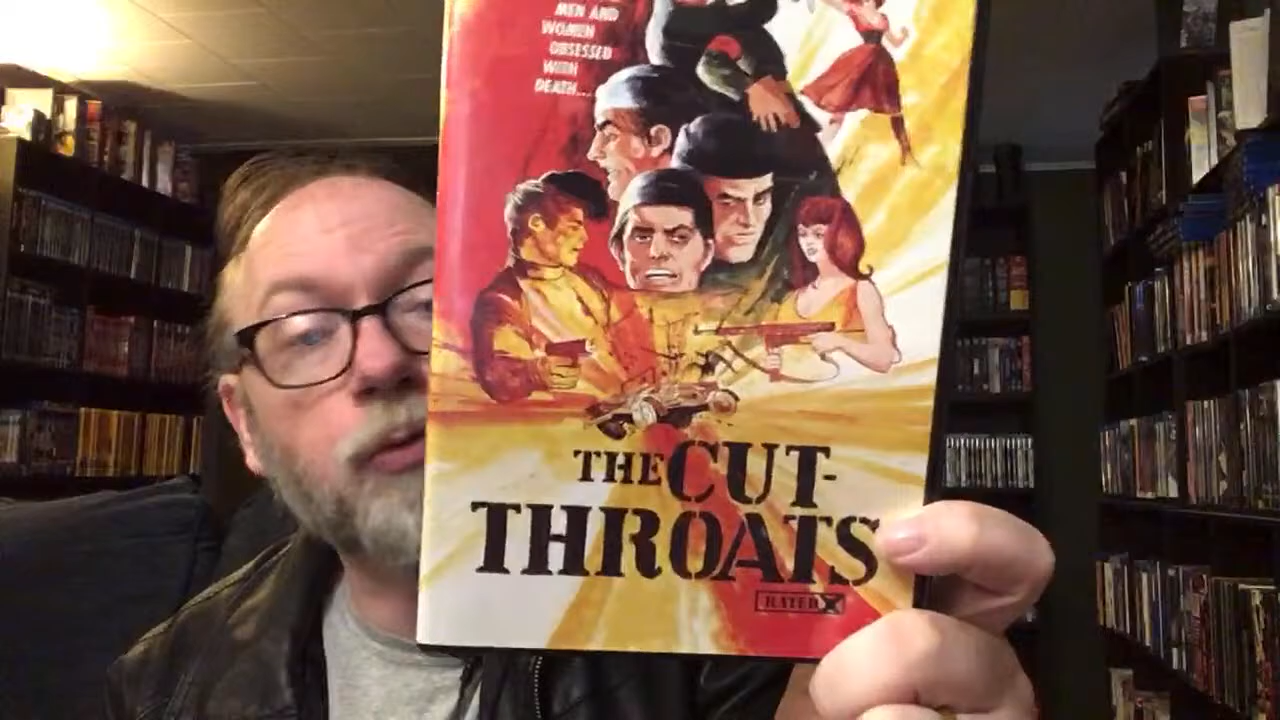 MEN AND
WOMEN
OBSESSED
WITH
DEATH...
THE CUT-
THROATS
RATED X